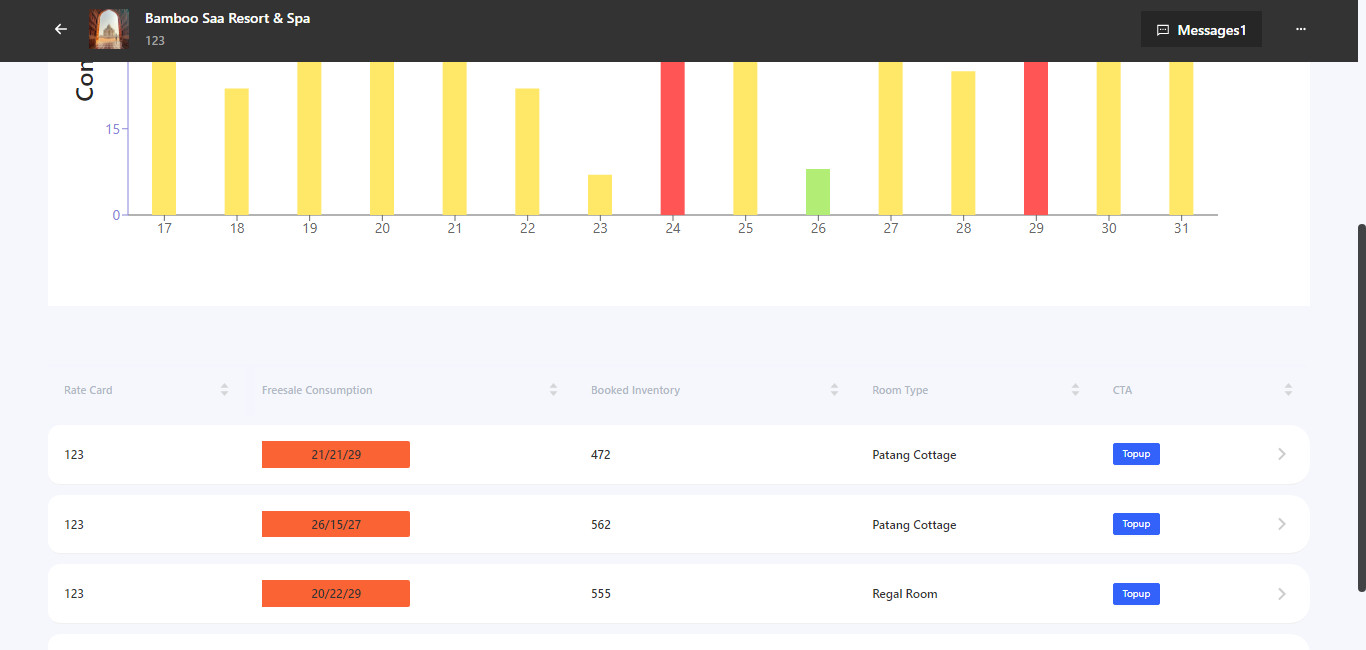 Bamboo Saa Resort & Spa
123
Messages1
15
0
17 18 19 20 21 22 23 24 25 26 27 28 29 30 31
Rate Card Freesale Consumption Booked Inventory Room Type CTA
123 21/21/29 472 Patang Cottage Topup
123 26/15/27 562 Patang Cottage Topup
123 20/22/29 555 Regal Room Topup